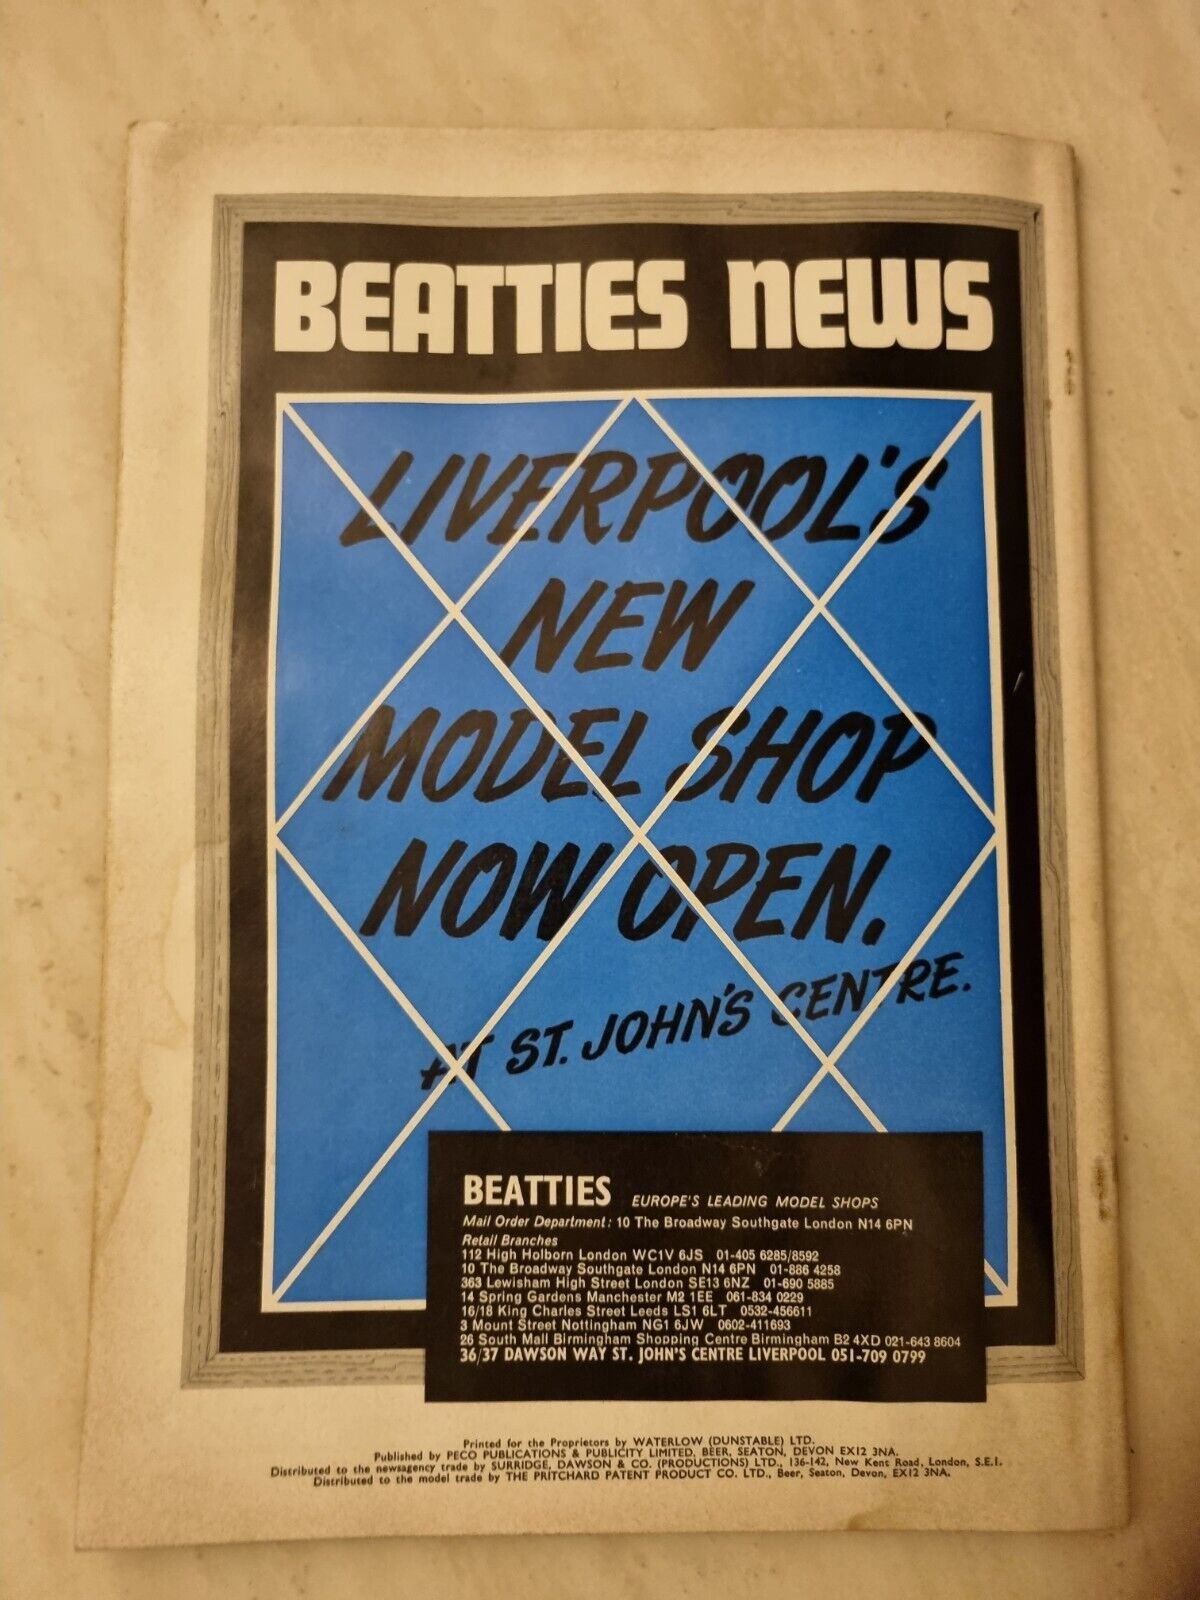 BEATTIES NEWS
LIVERPOOL'S
NEW
MODEL SHOP
NOW OPEN.
AT ST. JOHN'S CENTRE.
BEATTIES EUROPE'S LEADING MODEL SHOPS
Mail Order Department: 10 The Broadway Southgate London N14 6PN
Retail Branches
112 High Holborn London WC1V 6JS 01-405 6285/8592
10 The Broadway Southgate London N14 6PN 01-886 4258
363 Lewisham High Street London SE13 6NZ 01-690 5885
14 Spring Gardens Manchester M2 1EE 061-834 0229
16/18 King Charles Street Leeds LS1 6LT 0532-456611
3 Mount Street Nottingham NG1 6JW 0602-411693
26 South Mall Birmingham Shopping Centre Birmingham B2 4XD 021-643 8604
36/37 DAWSON WAY ST. JOHN'S CENTRE LIVERPOOL 051-709 0799
Printed for the Proprietors by WATERLOW (DUNSTABLE) LTD.
Published by PECO PUBLICATIONS & PUBLICITY LIMITED, BEER, SEATON, DEVON EX12 3NA.
Distributed to the newsagency trade by SURRIDGE, DAWSON & CO. (PRODUCTIONS) LTD., 136-142, New Kent Road, London, S.E.1.
Distributed to the model trade by THE PRITCHARD PATENT PRODUCT CO. LTD., Beer, Seaton, Devon, EX12 3NA.